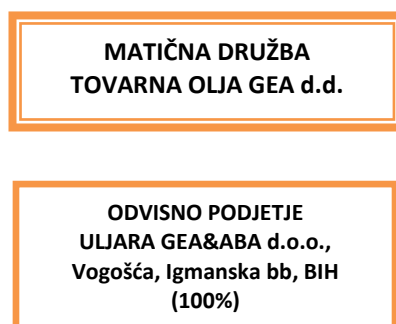 MATIČNA DRUŽBA
TOVARNA OLJA GEA d.d.
ODVISNO PODJETJE
ULJARA GEA&ABA d.o.o.,
Vogošća, Igmanska bb, BIH
(100%)